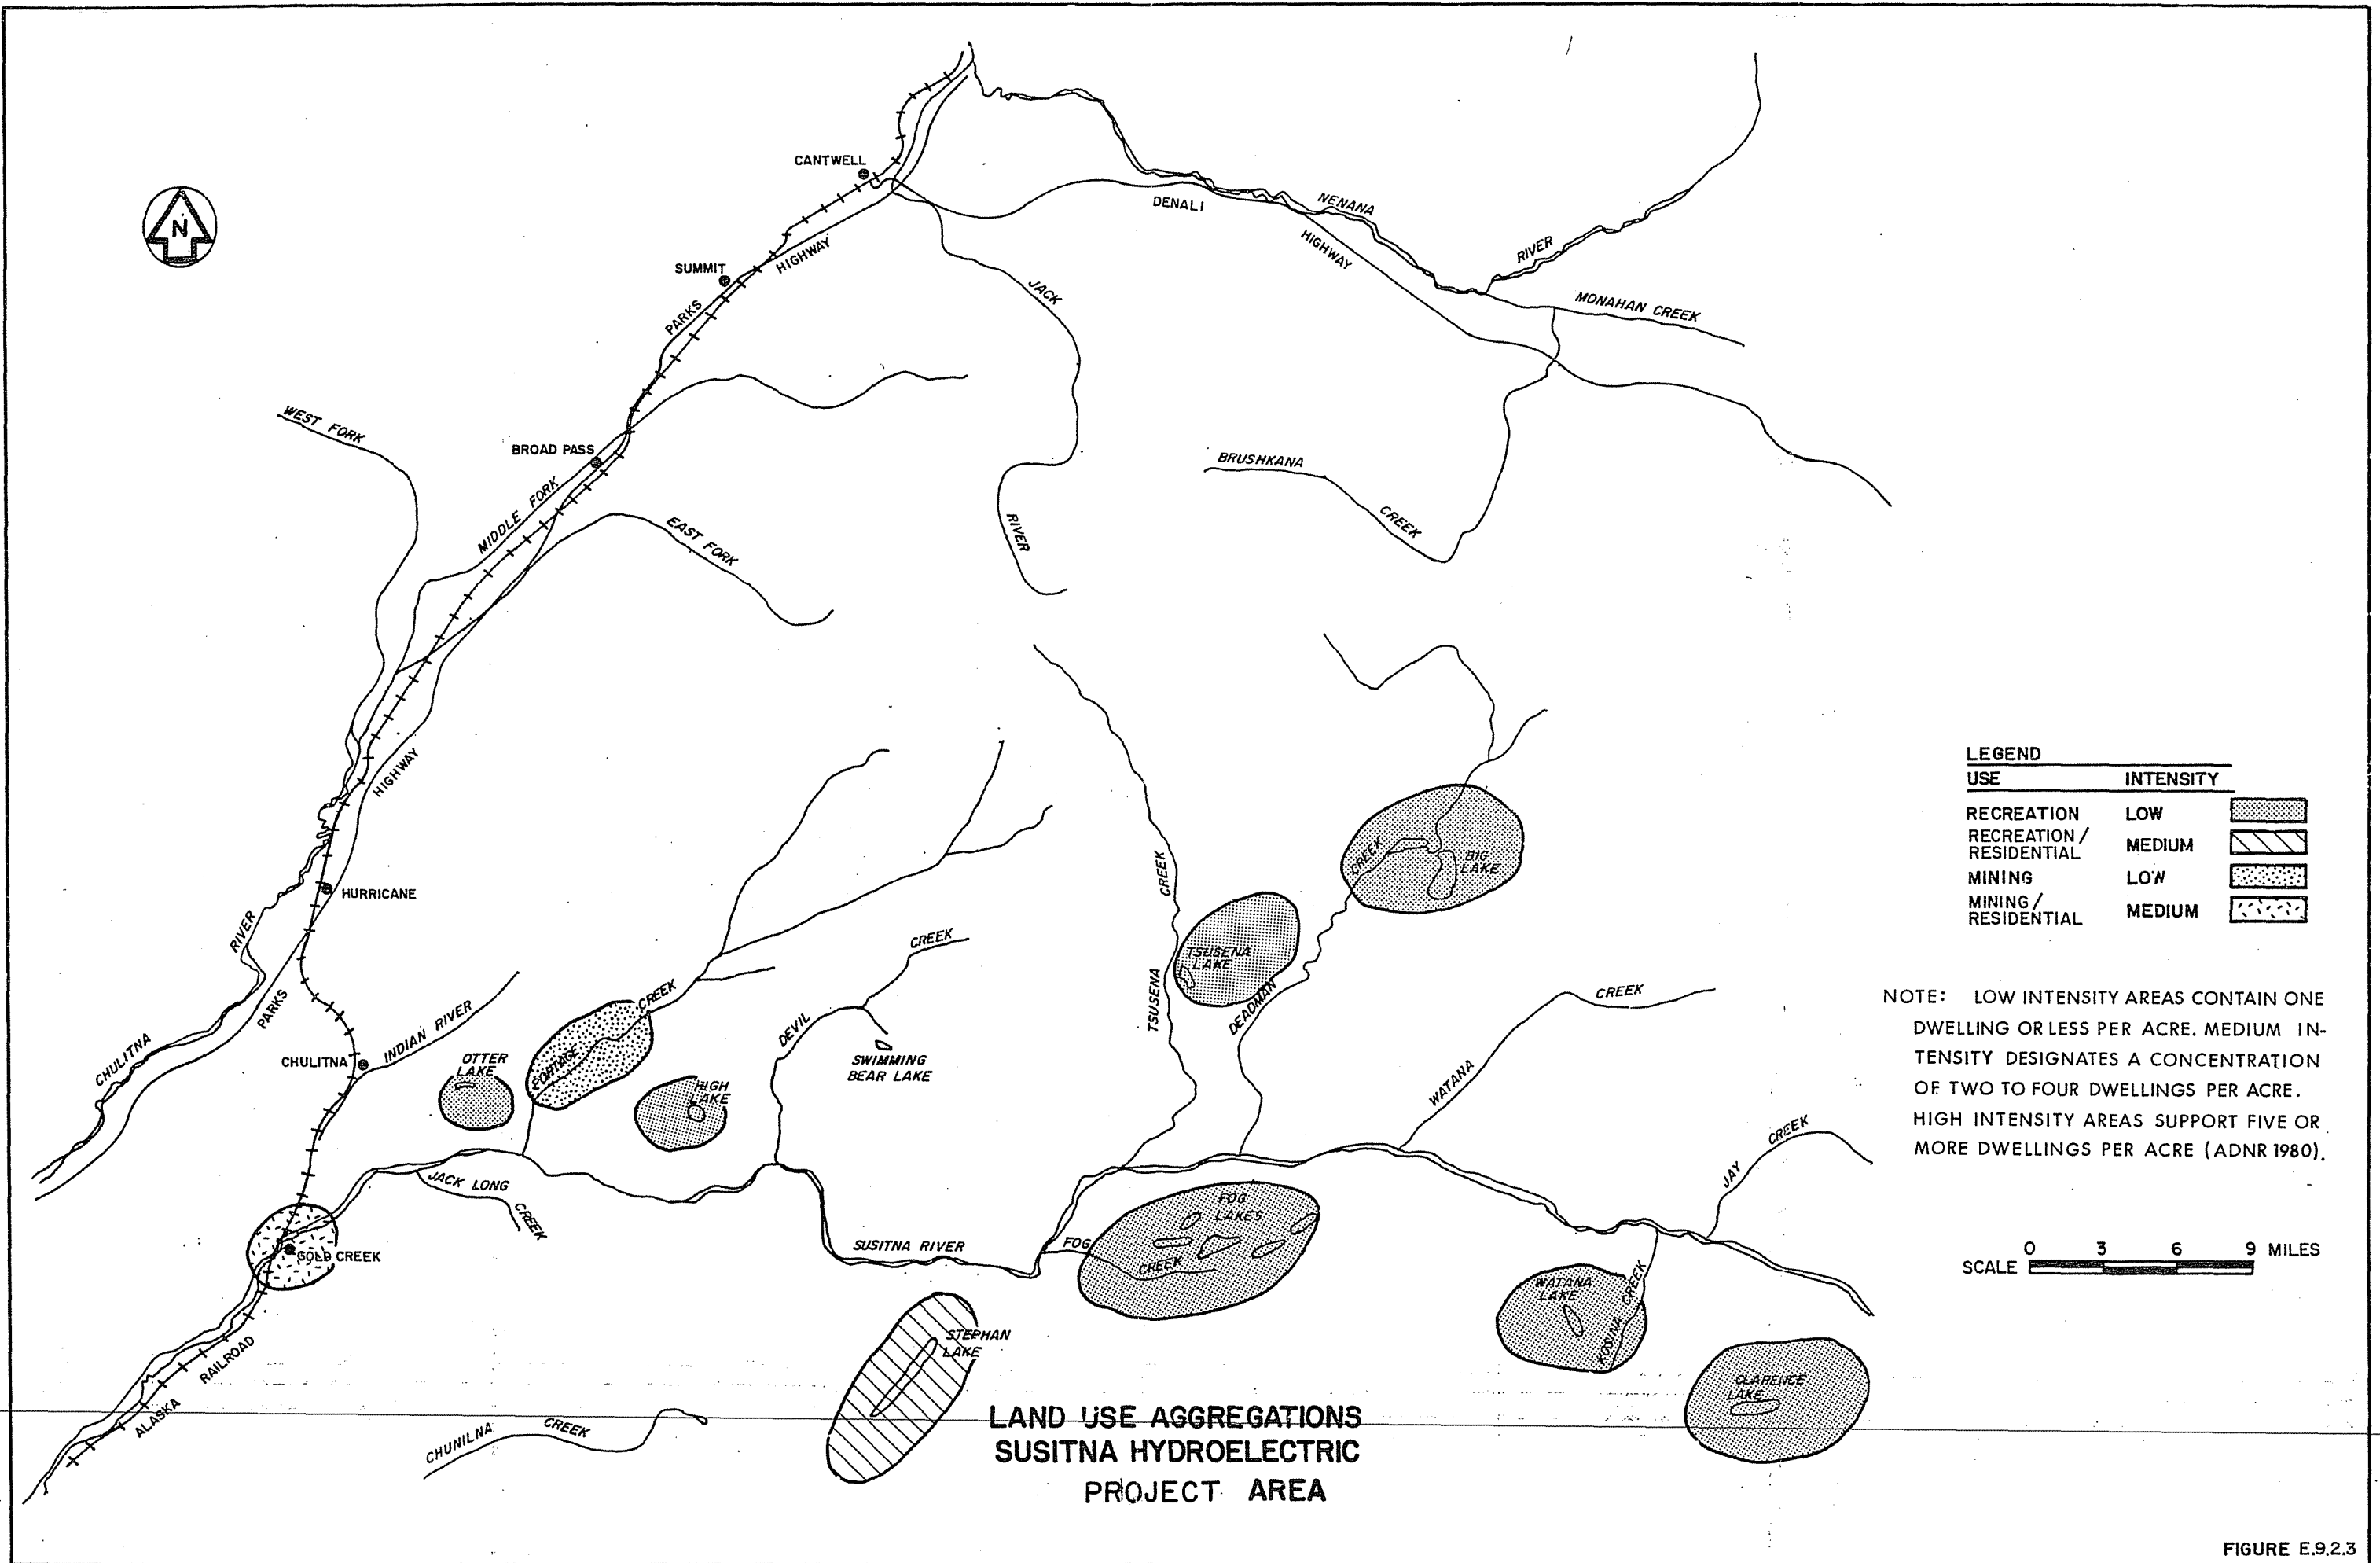 CANTWELL
N
DENALI
NENANA
HIGHWAY
RIVER
SUMMIT
HIGHWAY
PARKS
JACK
MONAHAN CREEK
WEST FORK
BROAD PASS
BRUSHKANA
MIDDLE FORK
EAST FORK
RIVER
CREEK
HIGHWAY
LEGEND
USE INTENSITY
RECREATION LOW
RECREATION / RESIDENTIAL MEDIUM
MINING LOW
MINING / RESIDENTIAL MEDIUM
CREEK
CREEK
BIG
LAKE
HURRICANE
RIVER
CREEK
TSUSENA
LAKE
TSUSENA
DEADMAN
CREEK
CREEK
PARKS
INDIAN RIVER
DEVIL
NOTE: LOW INTENSITY AREAS CONTAIN ONE
DWELLING OR LESS PER ACRE. MEDIUM IN-
TENSITY DESIGNATES A CONCENTRATION
OF TWO TO FOUR DWELLINGS PER ACRE.
HIGH INTENSITY AREAS SUPPORT FIVE OR
MORE DWELLINGS PER ACRE (ADNR 1980).
CHULITNA
CHULITNA
OTTER
LAKE
PORTAGE
SWIMMING
BEAR LAKE
HIGH
LAKE
WATANA
CREEK
JAY
JACK LONG
CREEK
FOG
LAKES
SUSITNA RIVER
FOG
CREEK
GOLD CREEK
SCALE 0 3 6 9 MILES
WATANA
LAKE
CREEK
KOSINA
STEPHAN
LAKE
RAILROAD
ALASKA
CLARENCE
LAKE
CHUNILNA
CREEK
LAND USE AGGREGATIONS
SUSITNA HYDROELECTRIC
PROJECT AREA
FIGURE E.9.2.3